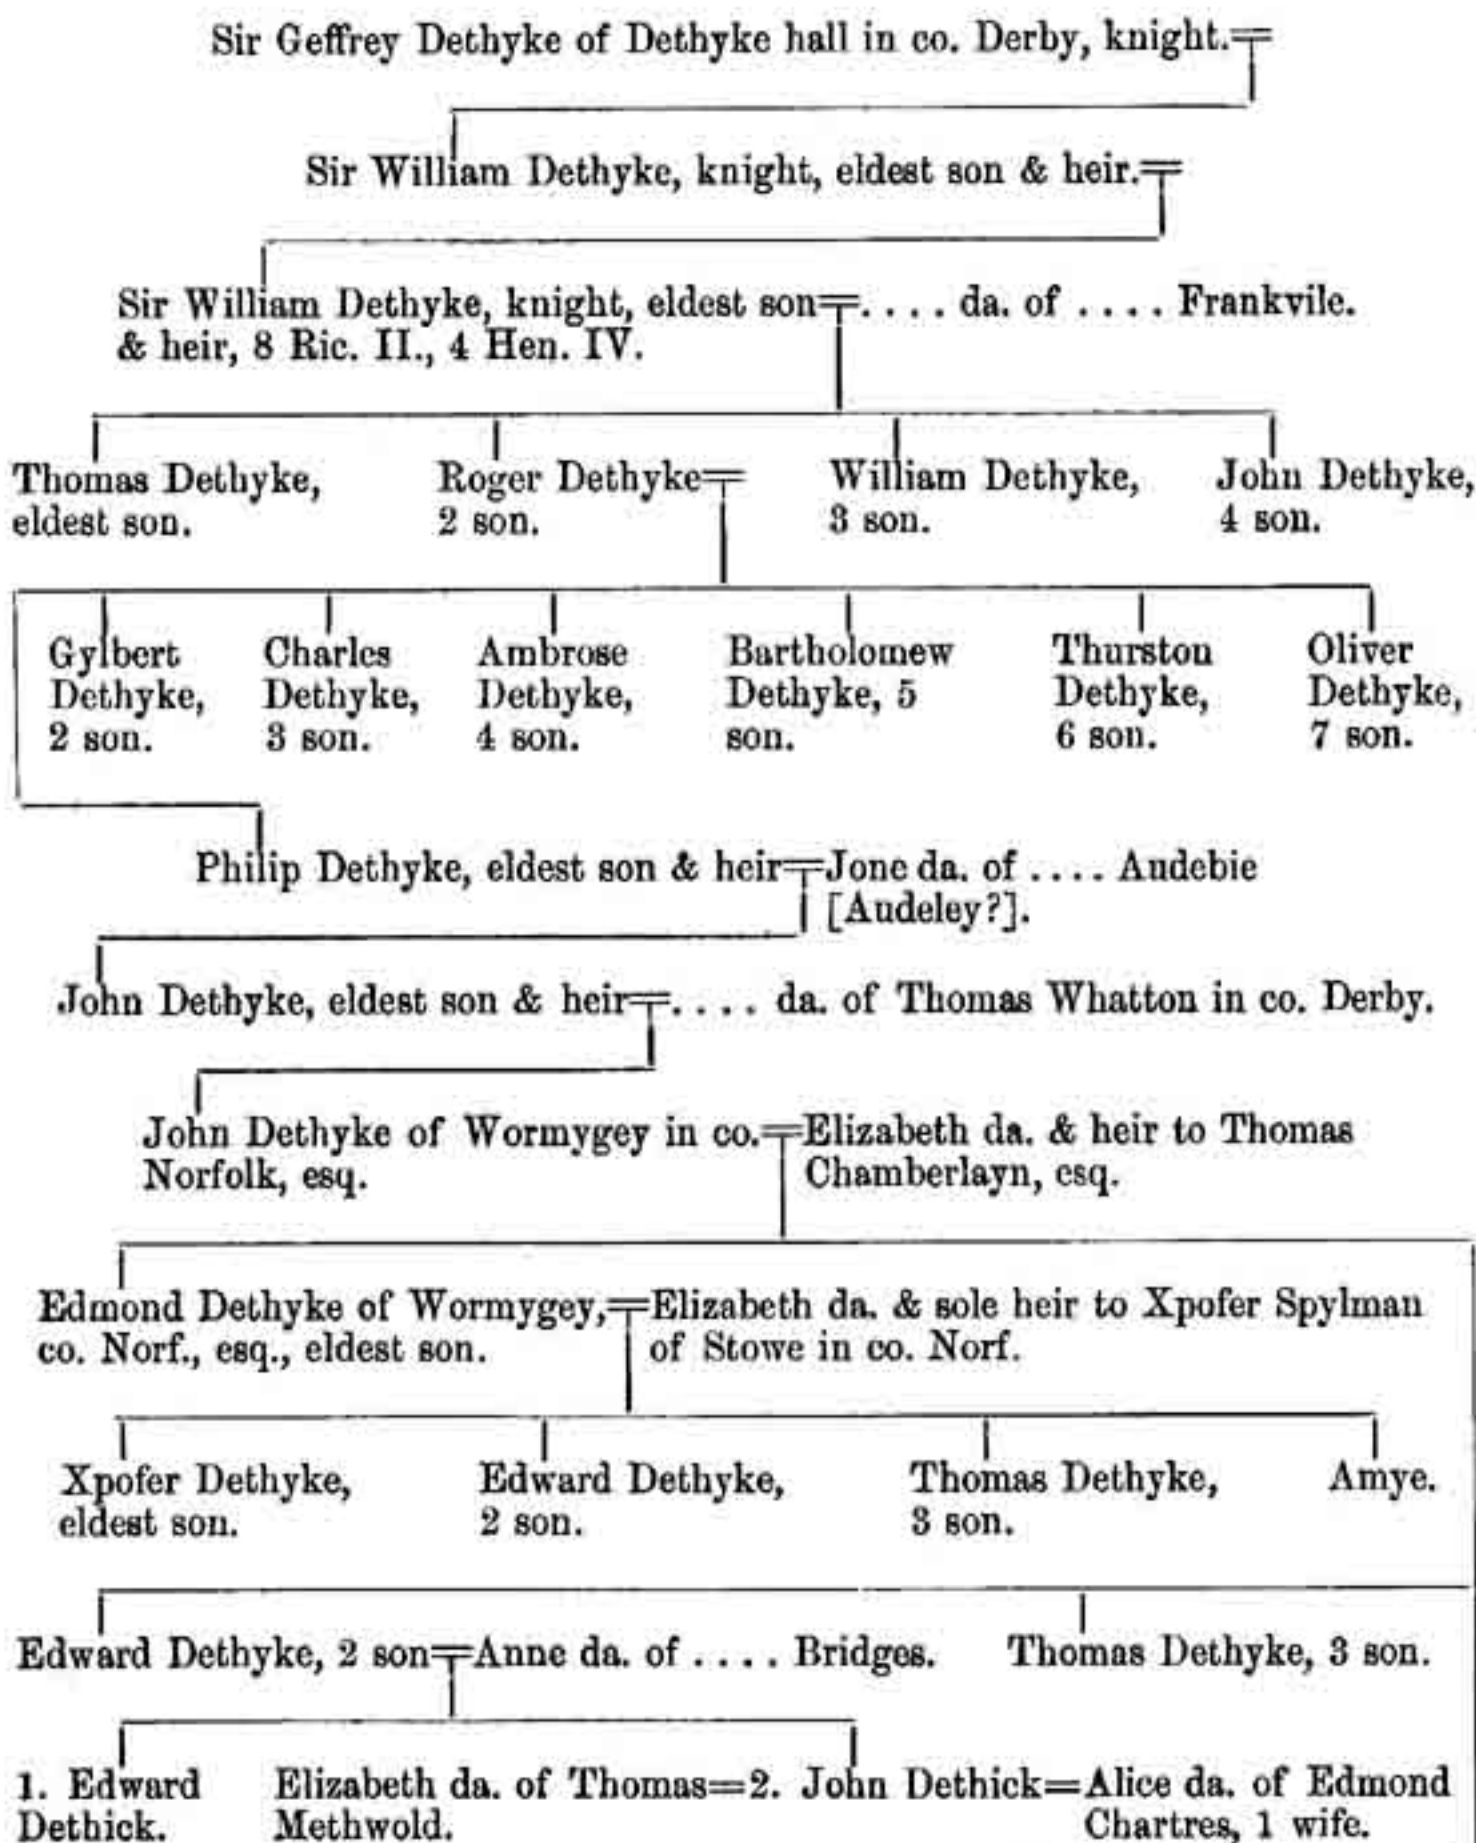 Sir Geffrey Dethyke of Dethyke hall in co. Derby, knight.
Sir William Dethyke, knight, eldest son & heir.
Sir William Dethyke, knight, eldest son
& heir, 8 Ric. II., 4 Hen. IV.
.... da. of .... Frankvile.
Thomas Dethyke,
eldest son.
Roger Dethyke
2 son.
William Dethyke,
3 son.
John Dethyke,
4 son.
Gylbert
Dethyke,
2 son.
Charles
Dethyke,
3 son.
Ambrose
Dethyke,
4 son.
Bartholomew
Dethyke, 5
son.
Thurston
Dethyke,
6 son.
Oliver
Dethyke,
7 son.
Philip Dethyke, eldest son & heir
Jone da. of .... Audebie
[Audeley?].
John Dethyke, eldest son & heir
.... da. of Thomas Whatton in co. Derby.
John Dethyke of Wormygey in co.
Norfolk, esq.
Elizabeth da. & heir to Thomas
Chamberlayn, esq.
Edmond Dethyke of Wormygey,
co. Norf., esq., eldest son.
Elizabeth da. & sole heir to Xpofer Spylman
of Stowe in co. Norf.
Xpofer Dethyke,
eldest son.
Edward Dethyke,
2 son.
Thomas Dethyke,
3 son.
Amye.
Edward Dethyke, 2 son
Anne da. of .... Bridges.
Thomas Dethyke, 3 son.
1. Edward
Dethick.
Elizabeth da. of Thomas
Methwold.
2. John Dethick
Alice da. of Edmond
Chartres, 1 wife.